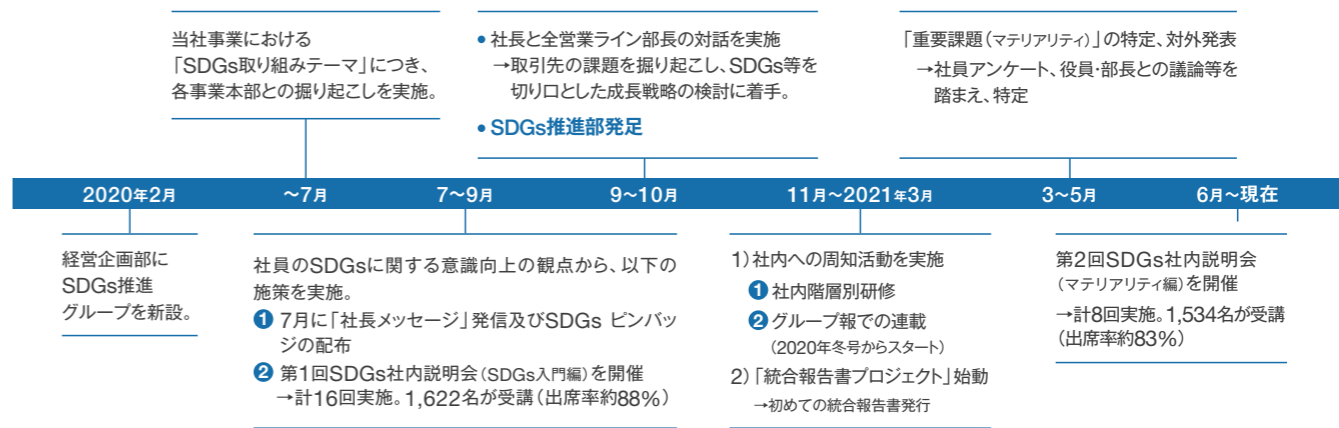 当社事業における
「SDGs取り組みテーマ」につき、
各事業本部との掘り起こしを実施。
• 社長と全営業ライン部長の対話を実施
→取引先の課題を掘り起こし、SDGs等を
切り口とした成長戦略の検討に着手。
• SDGs推進部発足
「重要課題(マテリアリティ)」の特定、対外発表
→社員アンケート、役員・部長との議論等を
踏まえ、特定
2020年2月 ～7月 7～9月 9～10月 11月～2021年3月 3～5月 6月～現在
経営企画部に
SDGs推進
グループを新設。
社員のSDGsに関する意識向上の観点から、以下の
施策を実施。
❶ 7月に「社長メッセージ」発信及びSDGs ピンバッ
ジの配布
❷ 第1回SDGs社内説明会(SDGs入門編)を開催
→計16回実施。1,622名が受講(出席率約88%)
1)社内への周知活動を実施
❶ 社内階層別研修
❷ グループ報での連載
(2020年冬号からスタート)
2)「統合報告書プロジェクト」始動
→初めての統合報告書発行
第2回SDGs社内説明会
(マテリアリティ編)を開催
→計8回実施。1,534名が受講
(出席率約83%)